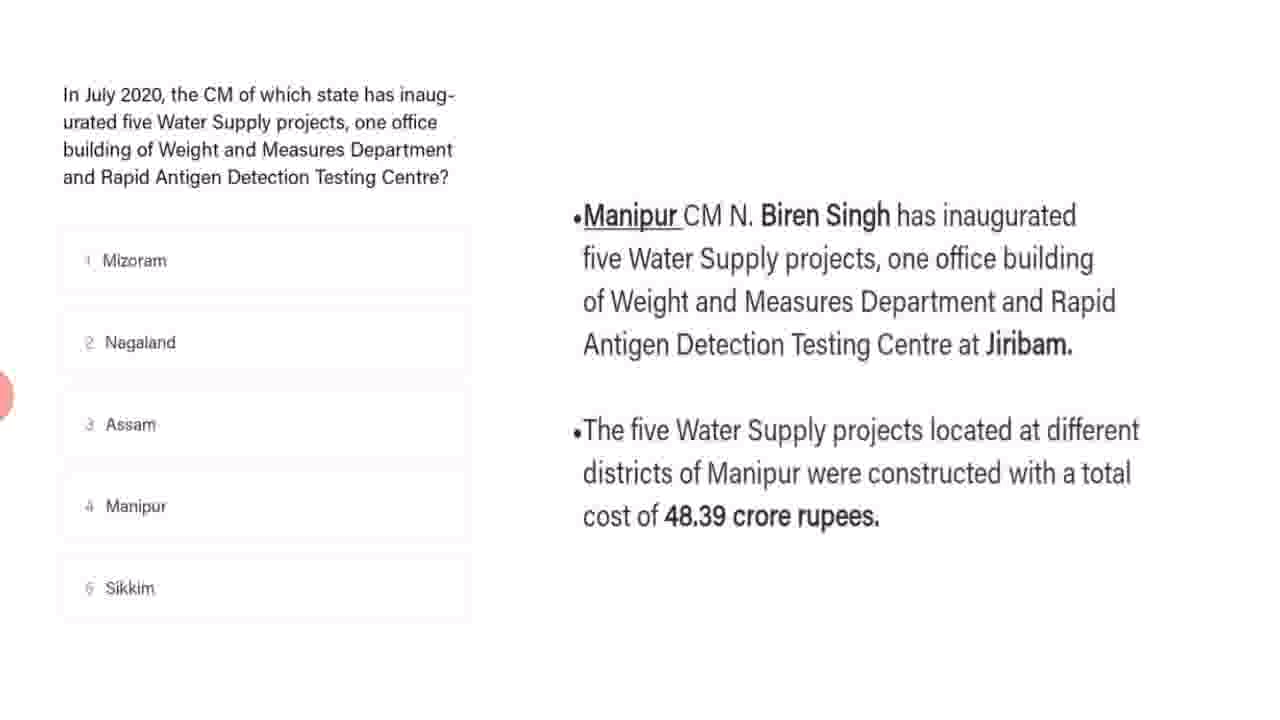 In July 2020, the CM of which state has inaug-
urated five Water Supply projects, one office
building of Weight and Measures Department
and Rapid Antigen Detection Testing Centre?
1 Mizoram
2 Nagaland
3 Assam
4 Manipur
5 Sikkim
•Manipur CM N. Biren Singh has inaugurated
five Water Supply projects, one office building
of Weight and Measures Department and Rapid
Antigen Detection Testing Centre at Jiribam.
•The five Water Supply projects located at different
districts of Manipur were constructed with a total
cost of 48.39 crore rupees.